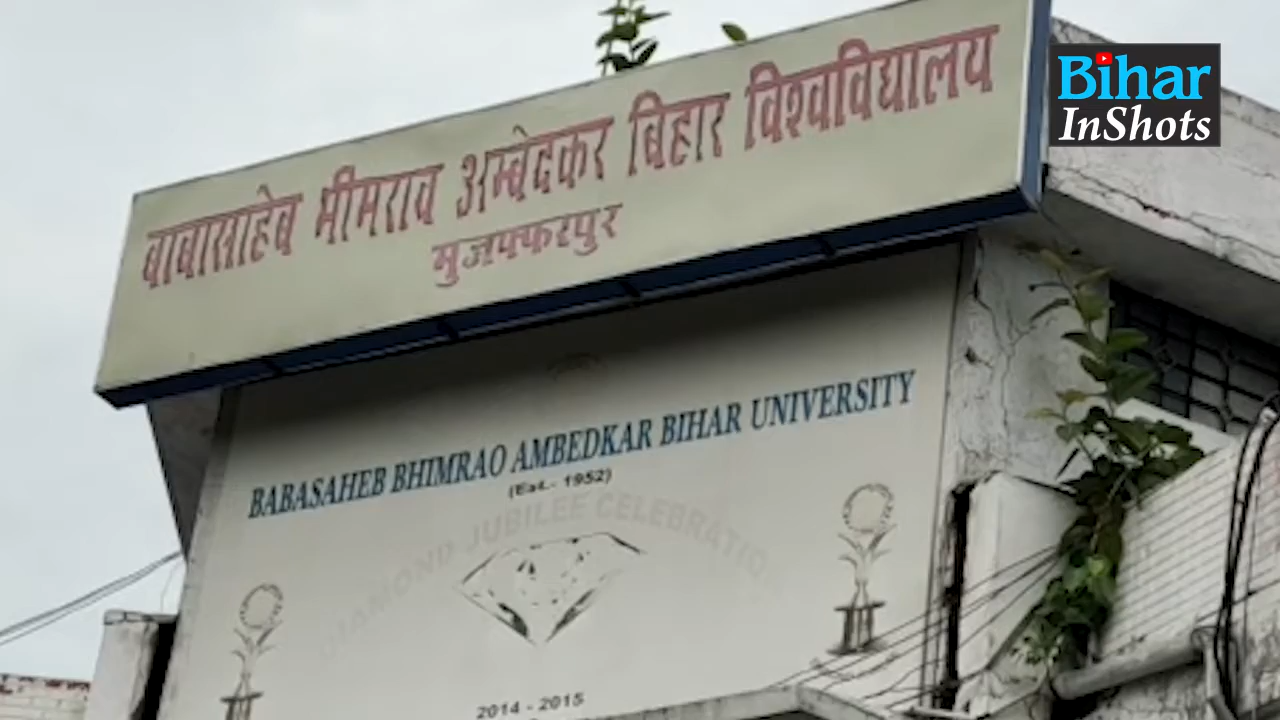 Bihar
InShots
बाबासाहेब भीमराव अम्बेदकर बिहार विश्वविद्यालय
मुजफ्फरपुर
BABASAHEB BHIMRAO AMBEDKAR BIHAR UNIVERSITY
(Est.- 1952)
DIAMOND JUBILEE CELEBRATION
2014 - 2015